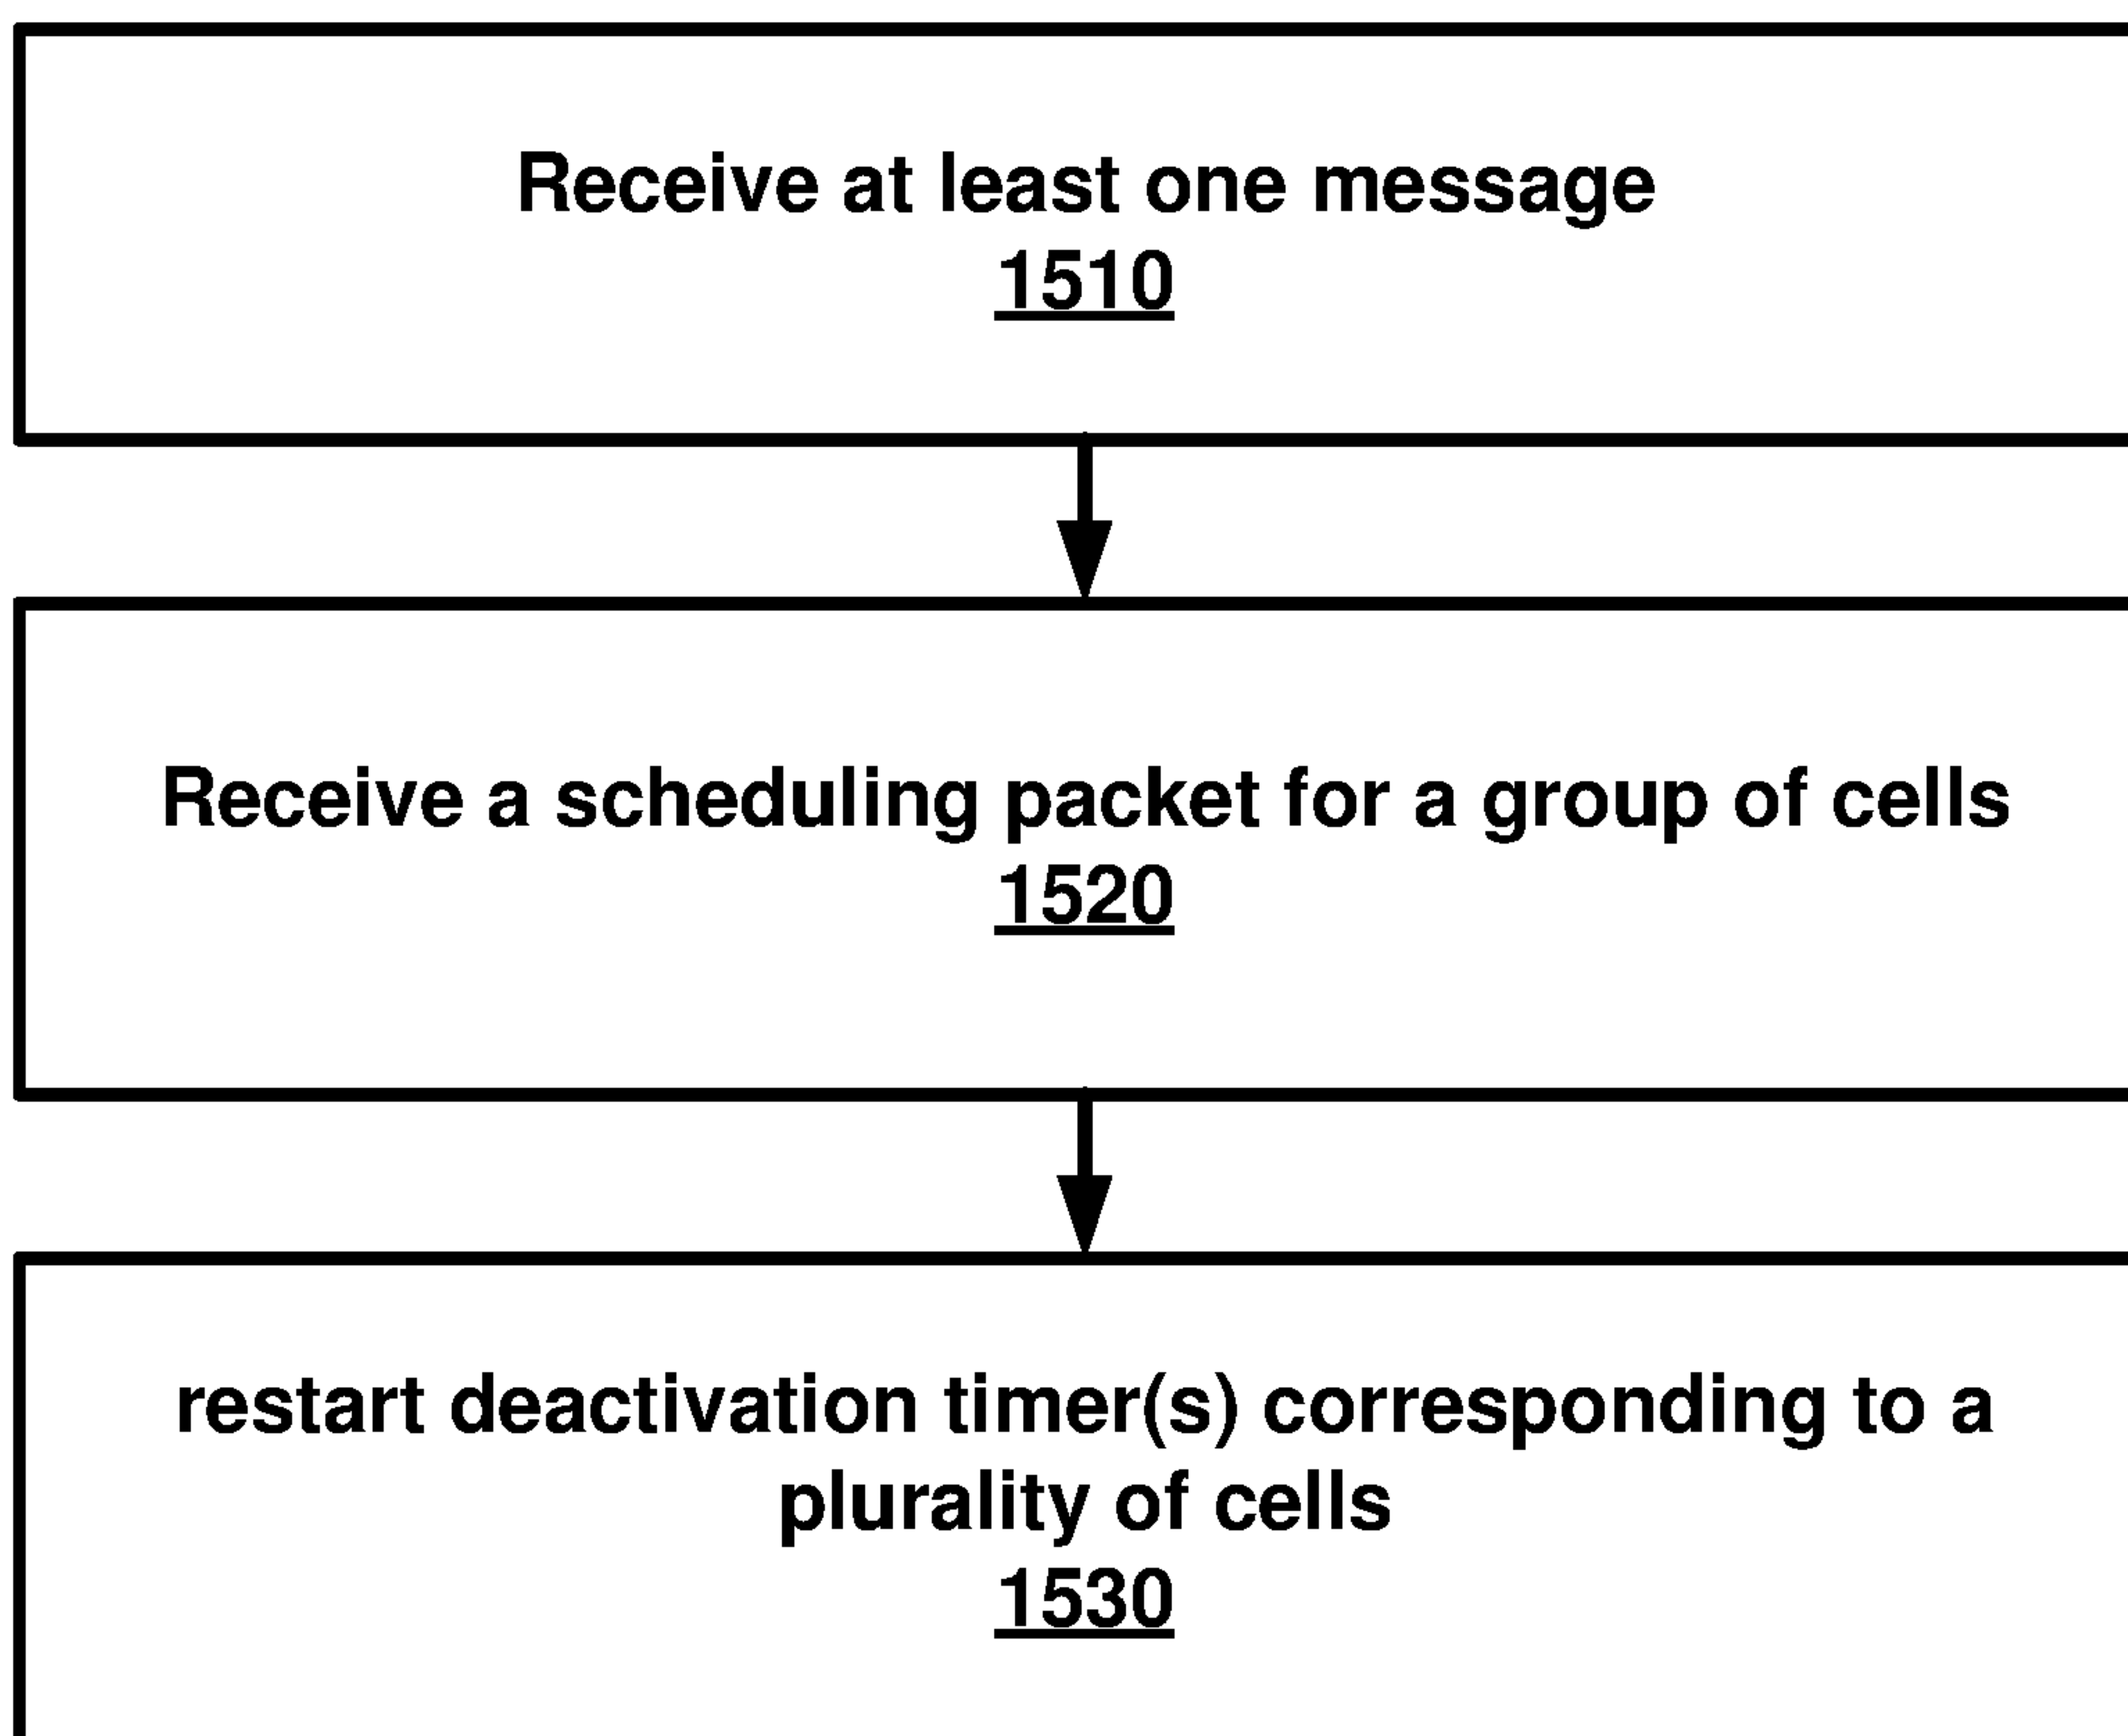 Receive at least one message
1510
Receive a scheduling packet for a group of cells
1520
restart deactivation timer(s) corresponding to a
plurality of cells
1530